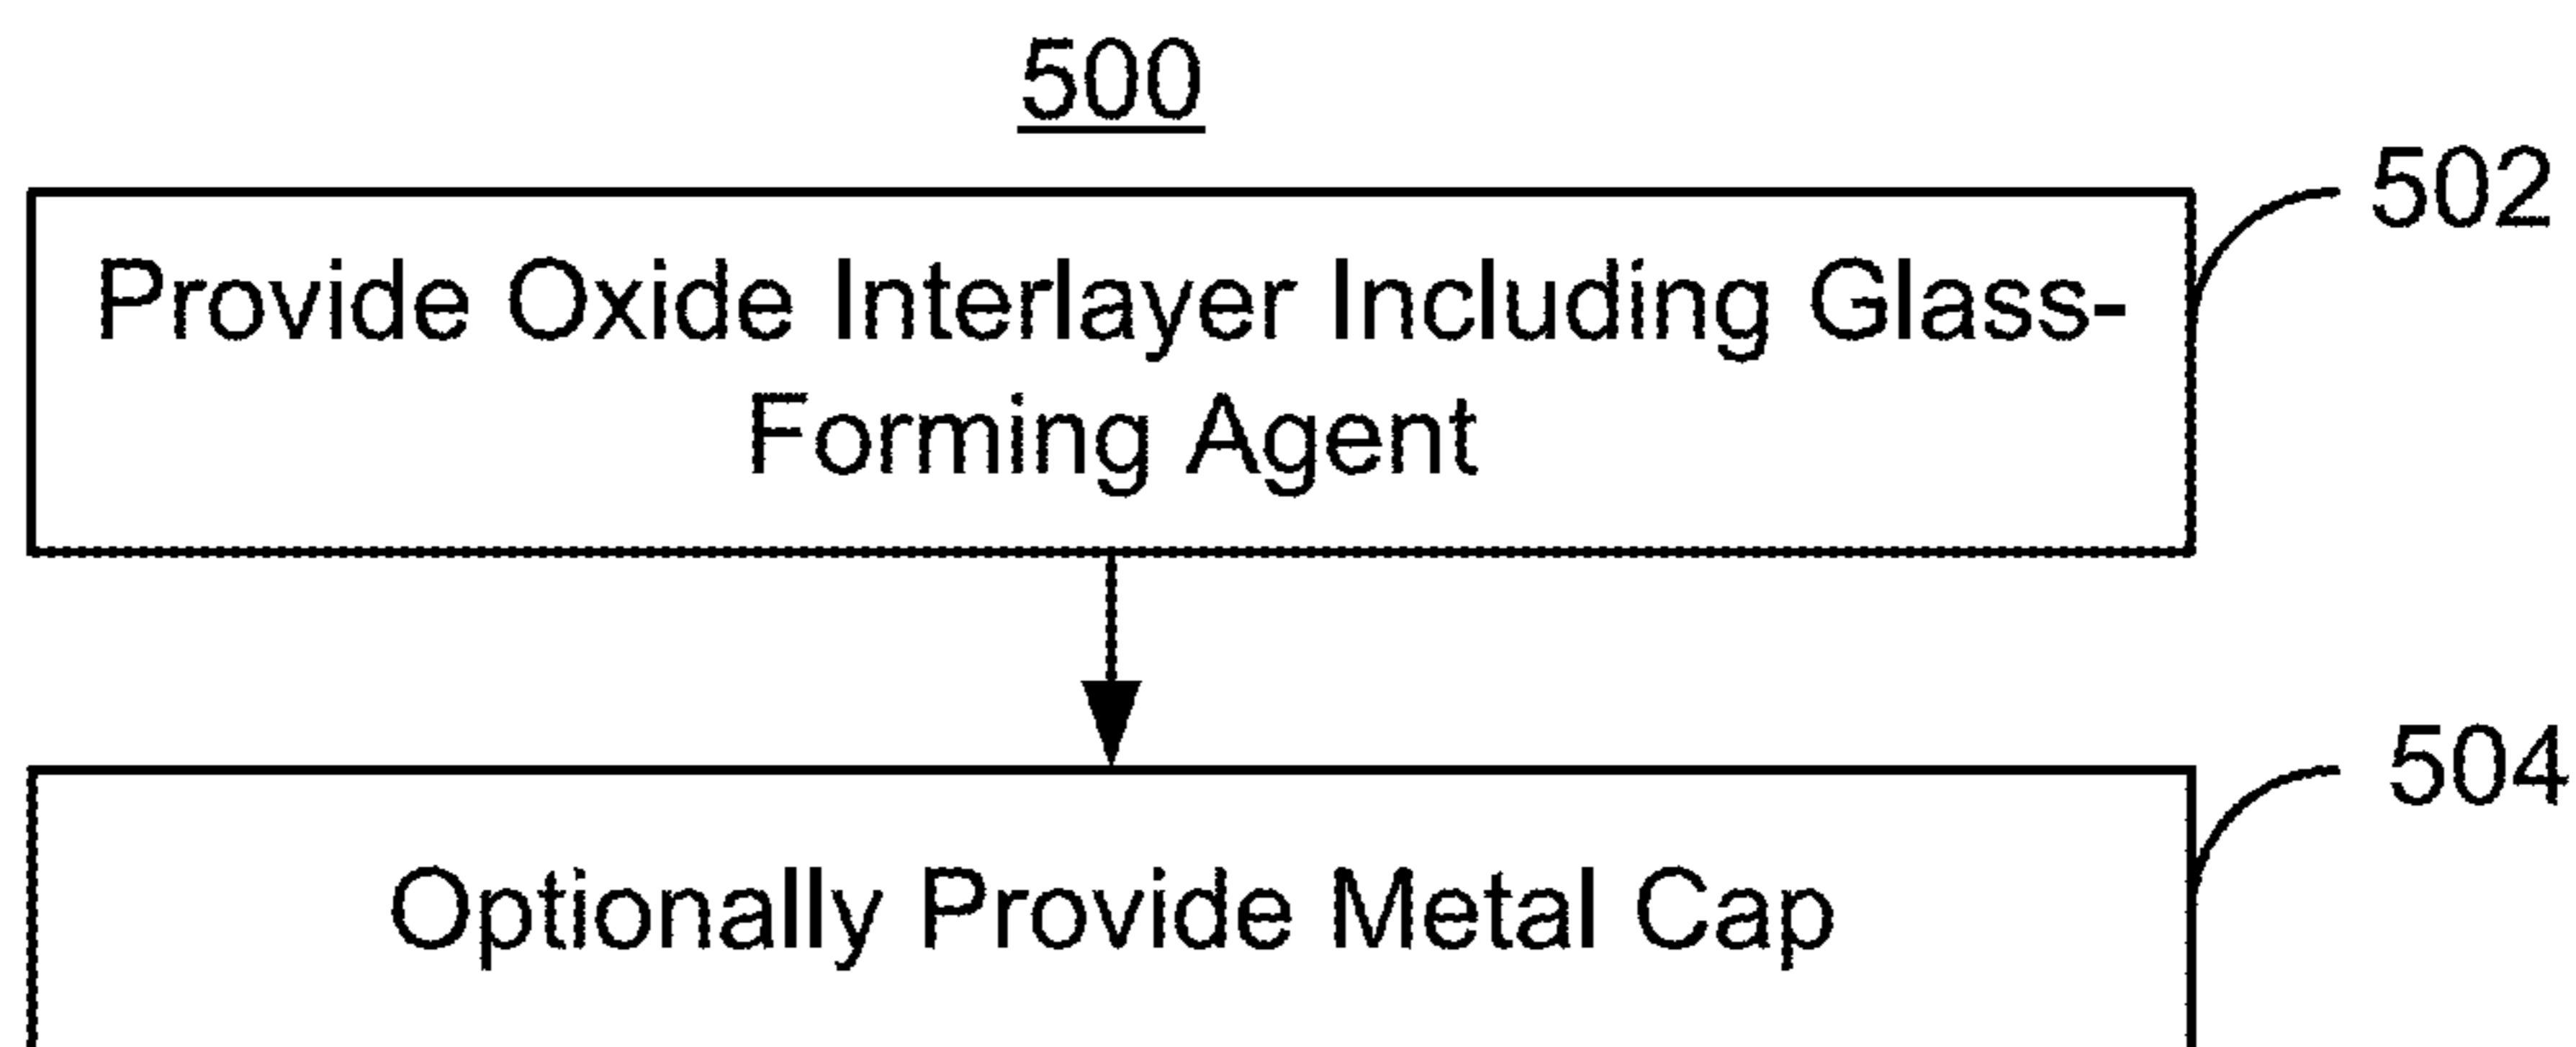 500
502
Provide Oxide Interlayer Including Glass-
Forming Agent
504
Optionally Provide Metal Cap